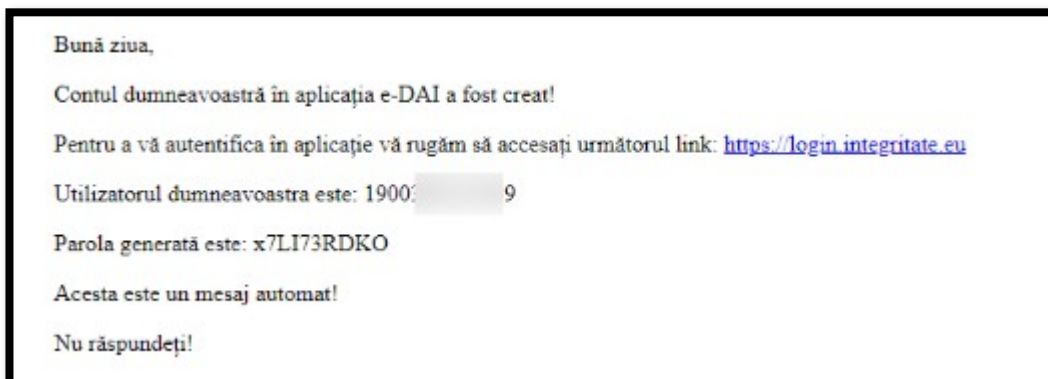 Bună ziua,
Contul dumneavoastră în aplicația e-DAI a fost creat!
Pentru a vă autentifica în aplicație vă rugăm să accesați următorul link: https://login.integritate.eu
Utilizatorul dumneavoastra este: 1900 9
Parola generată este: x7LI73RDKO
Acesta este un mesaj automat!
Nu răspundeți!